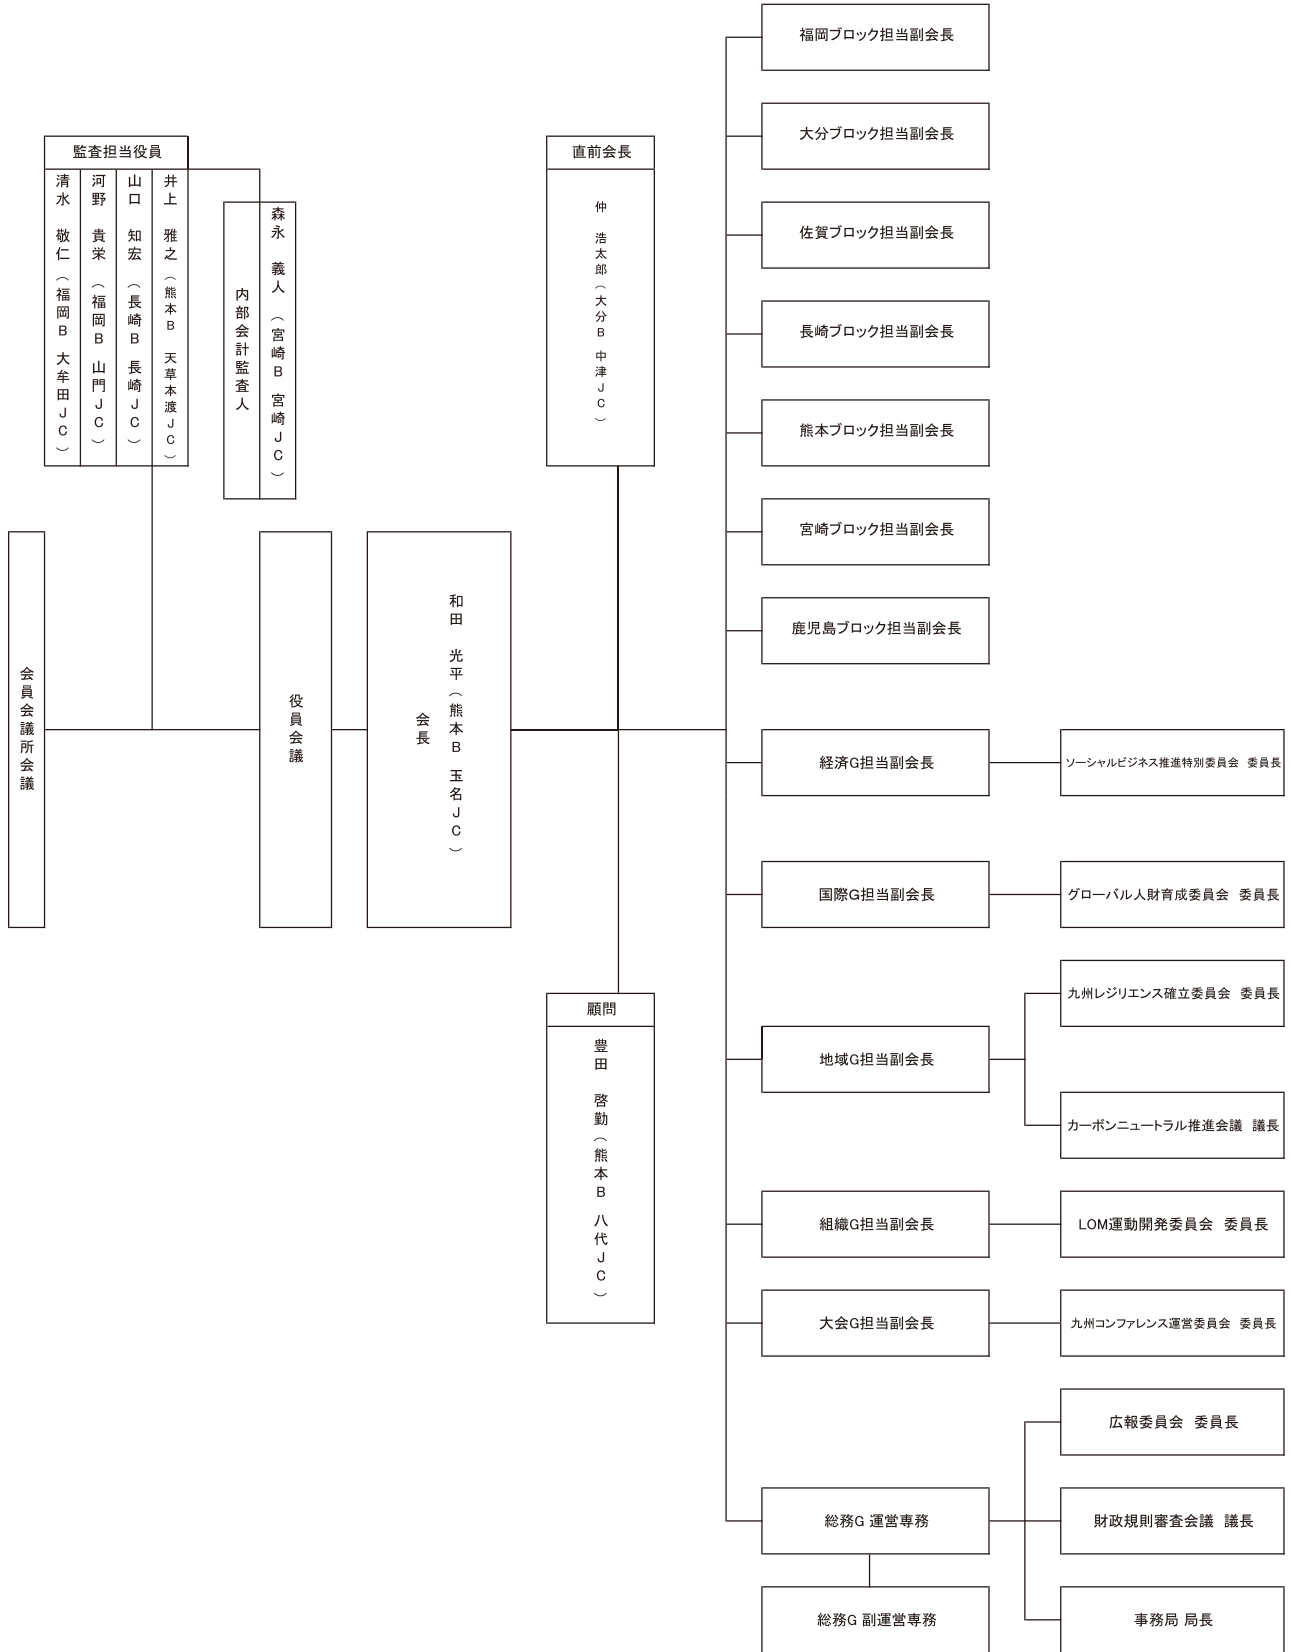 監査担当役員
清水　敬仁（福岡B 大牟田JC）
河野　貴栄（福岡B 山門JC）
山口　知宏（長崎B 長崎JC）
井上　雅之（熊本B 天草本渡JC）
内部会計監査人
森永　義人（宮崎B 宮崎JC）
会員会議所会議
役員会議
会長
和田　光平（熊本B 玉名JC）
直前会長
仲　浩太郎（大分B 中津JC）
顧問
豊田　啓勤（熊本B 八代JC）
福岡ブロック担当副会長
大分ブロック担当副会長
佐賀ブロック担当副会長
長崎ブロック担当副会長
熊本ブロック担当副会長
宮崎ブロック担当副会長
鹿児島ブロック担当副会長
経済G担当副会長
ソーシャルビジネス推進特別委員会　委員長
国際G担当副会長
グローバル人財育成委員会　委員長
地域G担当副会長
九州レジリエンス確立委員会　委員長
カーボンニュートラル推進会議　議長
組織G担当副会長
LOM運動開発委員会　委員長
大会G担当副会長
九州コンファレンス運営委員会　委員長
総務G 運営専務
広報委員会　委員長
財政規則審査会議　議長
事務局 局長
総務G 副運営専務